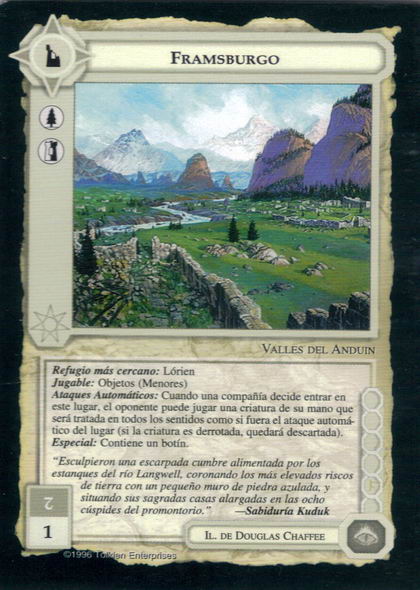 FRAMSBURGO
VALLES DEL ANDUIN
Refugio más cercano: Lórien
Jugable: Objetos (Menores)
Ataques Automáticos: Cuando una compañía decide entrar en
este lugar, el oponente puede jugar una criatura de su mano que
será tratada en todos los sentidos como si fuera el ataque automá-
tico del lugar (si la criatura es derrotada, quedará descartada).
Especial: Contiene un botín.
"Esculpieron una escarpada cumbre alimentada por los
estanques del río Langwell, coronando los más elevados riscos
de tierra con un pequeño muro de piedra azulada, y
situando sus sagradas casas alargadas en las ocho
cúspides del promontorio." —Sabiduría Kuduk
2
1
IL. DE DOUGLAS CHAFFEE
©1996 Tolkien Enterprises